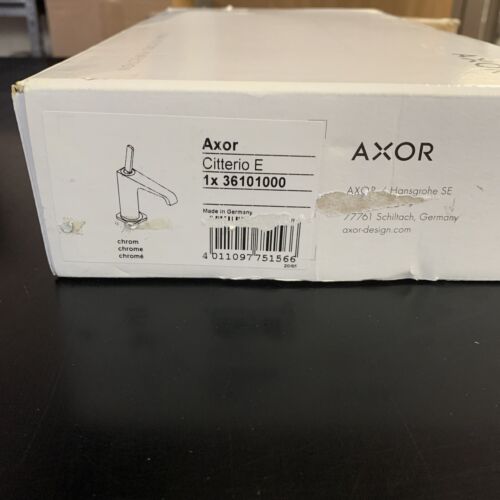 Axor
Citterio E
1x 36101000
Made in Germany
chrom
chrome
chromé
4 011097 751566
AXOR
AXOR / Hansgrohe SE
77761 Schiltach, Germany
axor-design.com